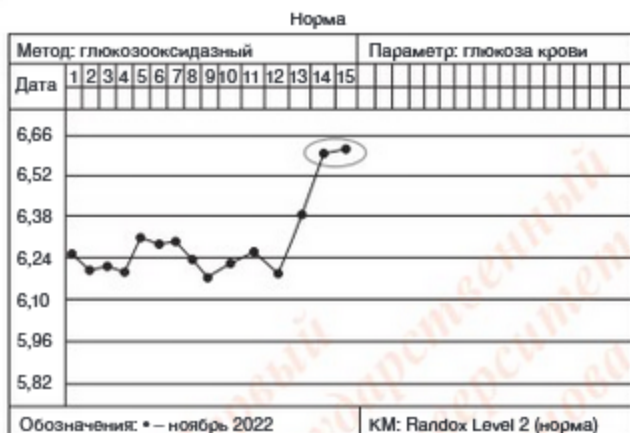 Норма
Метод: глюкозооксидазный Параметр: глюкоза крови
Дата 1 2 3 4 5 6 7 8 9 10 11 12 13 14 15
6,66
6,52
6,38
6,24
6,10
5,96
5,82
Обозначения: • – ноябрь 2022 КМ: Randox Level 2 (норма)